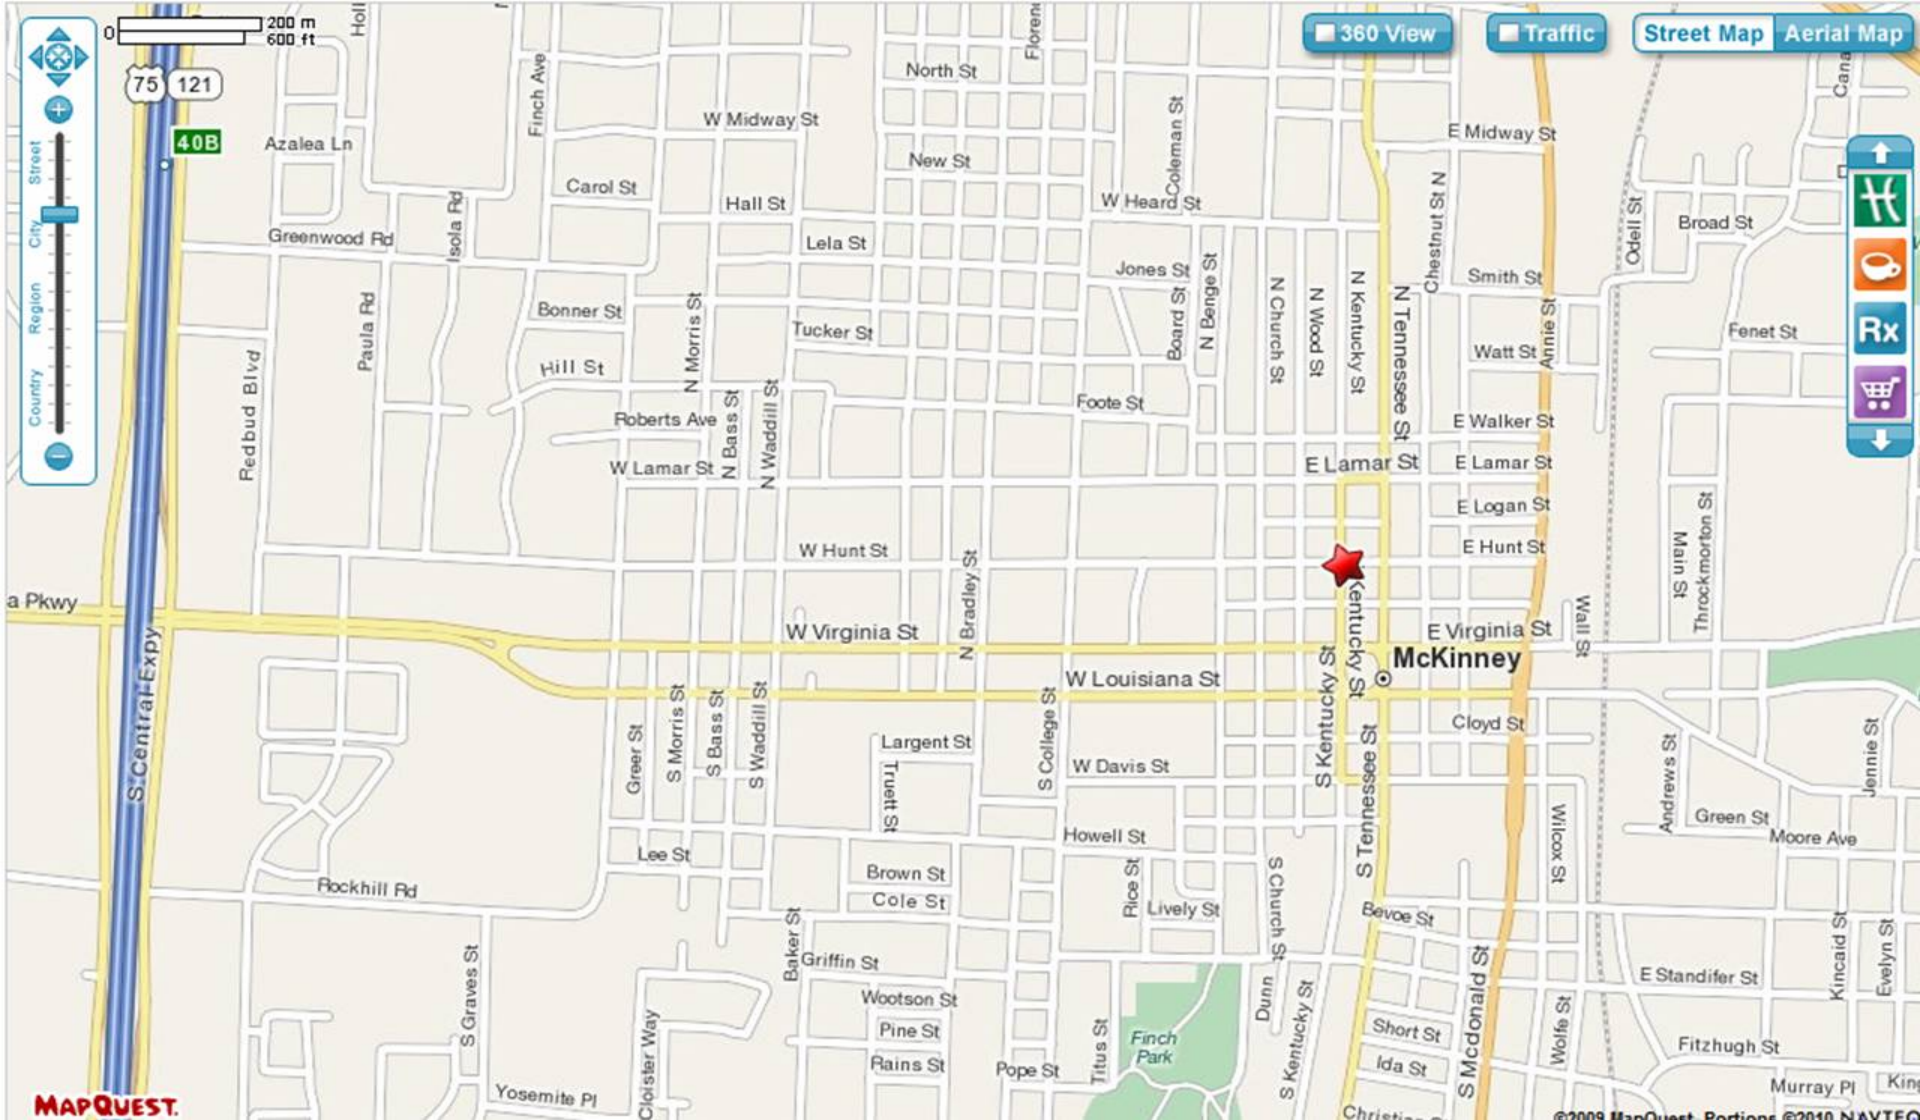 0
200 m
600 ft
75
121
40B
360 View
Traffic
Street Map
Aerial Map
Street
City
Region
Country
Rx
North St
Finch Ave
W Midway St
E Midway St
Azalea Ln
New St
Coleman St
Carol St
Hall St
W Heard St
Chestnut St N
Odell St
Broad St
Isola Rd
Greenwood Rd
Lela St
Jones St
Smith St
Paula Rd
Bonner St
N Morris St
Tucker St
Board St
N Benge St
N Church St
N Wood St
N Kentucky St
N Tennessee St
Annie St
Fenet St
Watt St
Redbud Blvd
Hill St
Roberts Ave
N Bass St
N Waddill St
Foote St
E Walker St
W Lamar St
E Lamar St
E Lamar St
E Logan St
Main St
Throckmorton St
W Hunt St
E Hunt St
N Bradley St
a Pkwy
W Virginia St
Kentucky St
E Virginia St
Wall St
McKinney
S Central Expy
W Louisiana St
S Kentucky St
Cloyd St
Greer St
S Morris St
S Bass St
S Waddill St
Largent St
Truett St
S College St
W Davis St
S Tennessee St
Andrews St
Jennie St
Howell St
Green St
Moore Ave
Wilcox St
Lee St
Brown St
Rice St
S Church St
Rockhill Rd
Cole St
Lively St
Bevoe St
Baker St
Griffin St
Kincaid St
Evelyn St
E Standifer St
S Graves St
Wootson St
Dunn
S Kentucky St
S Mcdonald St
Wolfe St
Cloister Way
Pine St
Finch
Park
Titus St
Short St
Fitzhugh St
Rains St
Pope St
Ida St
Murray Pl
Yosemite Pl
MAPQUEST.
©2009 MapQuest, Portions ©2010 NAVTEQ